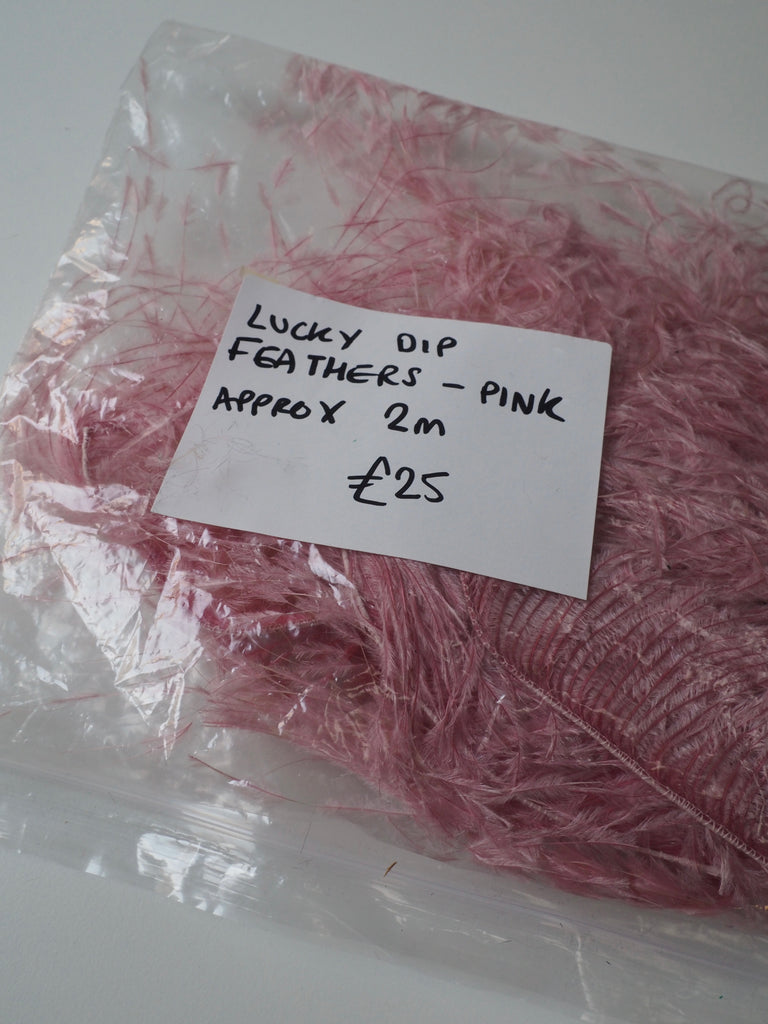 LUCKY DIP
FEATHERS - PINK
APPROX 2m
£25